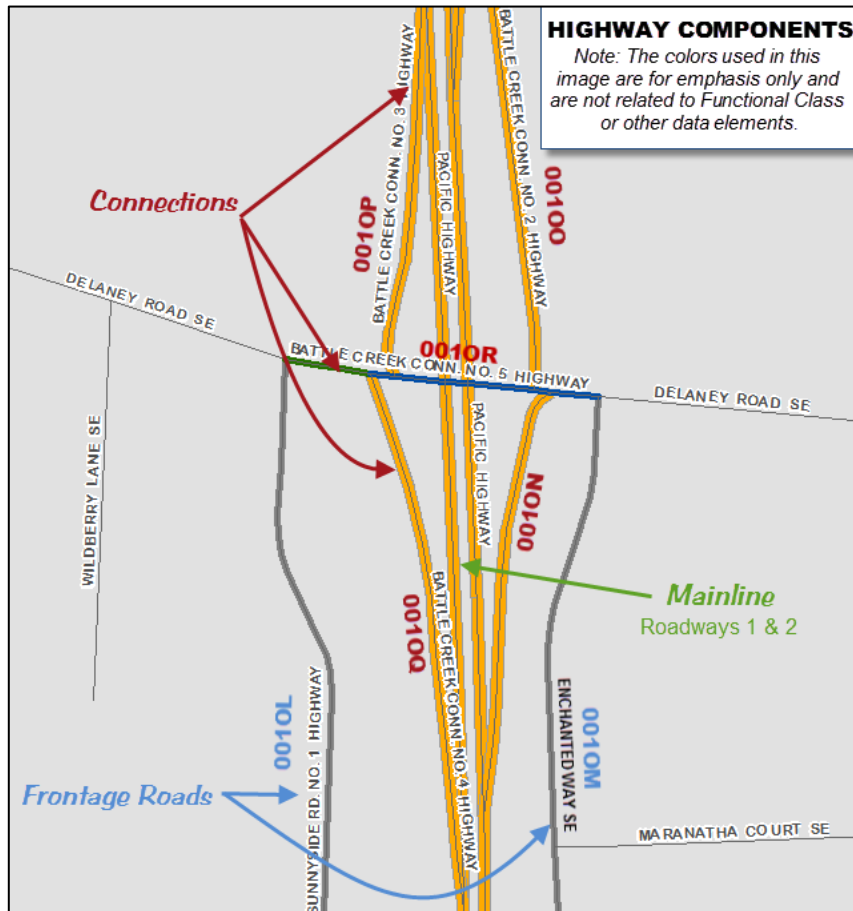 HIGHWAY COMPONENTS
Note: The colors used in this
image are for emphasis only and
are not related to Functional Class
or other data elements.
BATTLE CREEK CONN. NO. 3 HIGHWAY
PACIFIC HIGHWAY
BATTLE CREEK CONN. NO. 2 HIGHWAY
001OO
001OP
Connections
DELANEY ROAD SE
BATTLE CREEK CONN. NO. 5 HIGHWAY
001OR
DELANEY ROAD SE
WILDBERRY LANE SE
PACIFIC HIGHWAY
001ON
Mainline
Roadways 1 & 2
001OQ
BATTLE CREEK CONN. NO. 4 HIGHWAY
001OL
SUNNYSIDE RD. NO. 1 HIGHWAY
001OM
ENCHANTED WAY SE
Frontage Roads
MARANATHA COURT SE